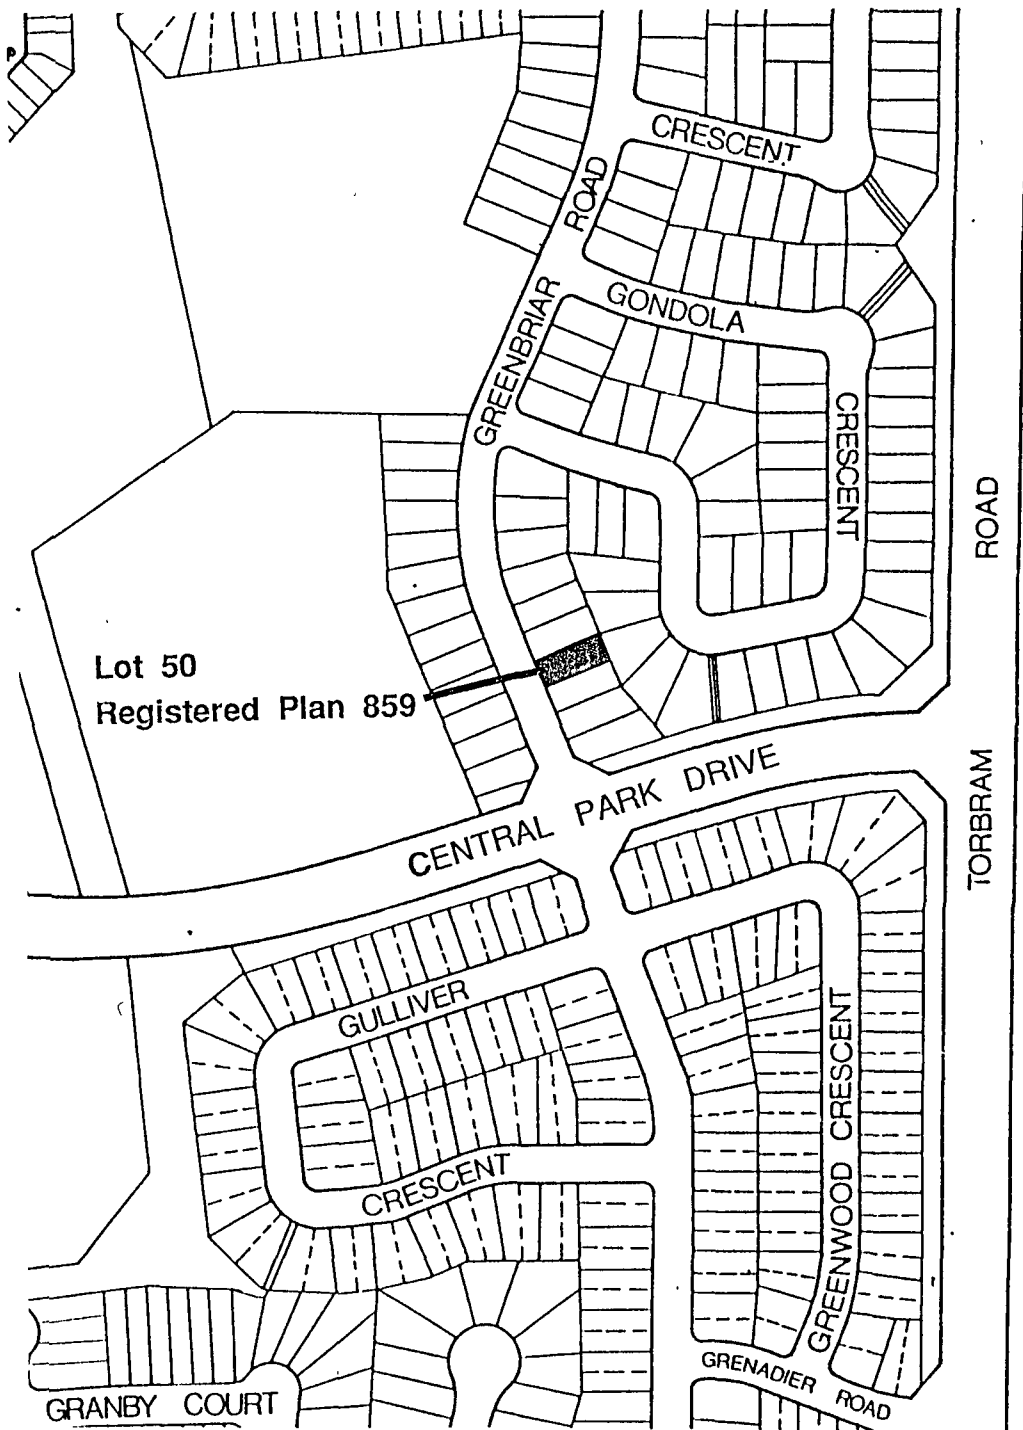 P
CRESCENT
ROAD
GONDOLA
GREENBRIAR
CRESCENT
ROAD
Lot 50
Registered Plan 859
CENTRAL PARK DRIVE
TORBRAM
GULLIVER
GREENWOOD CRESCENT
CRESCENT
GRENADIER ROAD
GRANBY COURT